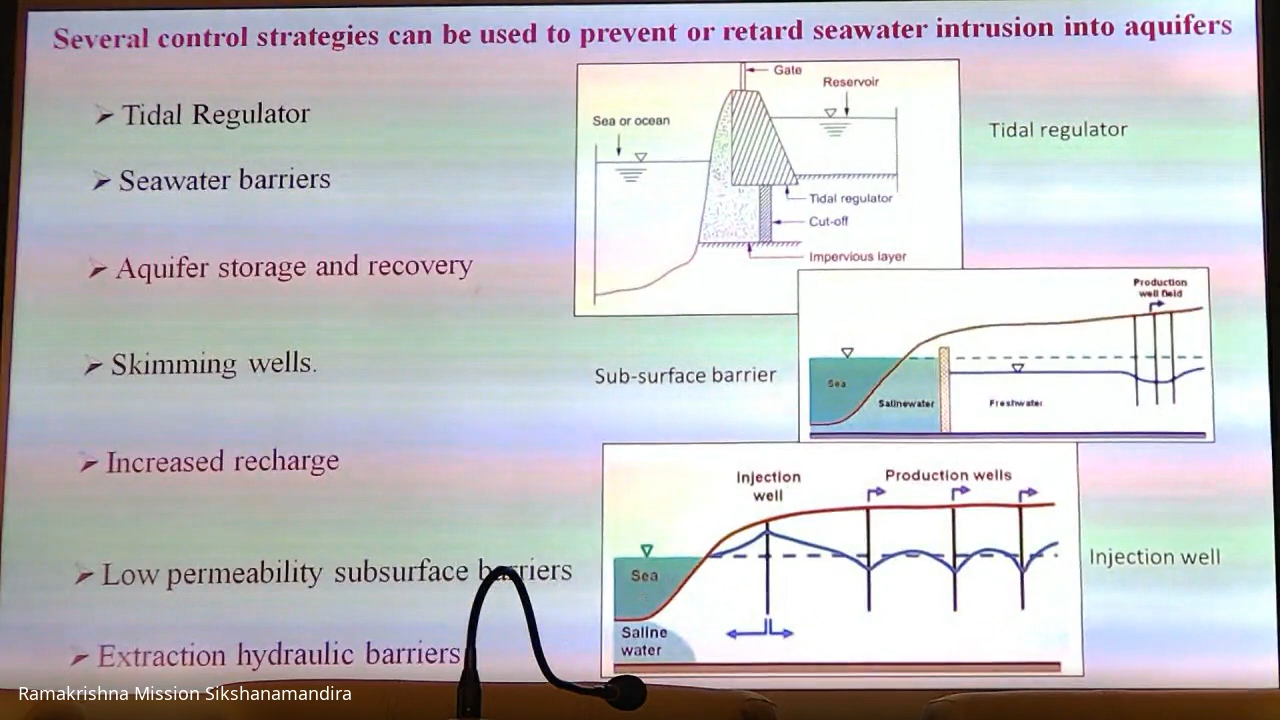 Several control strategies can be used to prevent or retard seawater intrusion into aquifers
Tidal Regulator
Seawater barriers
Aquifer storage and recovery
Skimming wells.
Increased recharge
Low permeability subsurface barriers
Extraction hydraulic barriers
Gate
Reservoir
Sea or ocean
Tidal regulator
Cut-off
Impervious layer
Tidal regulator
Sub-surface barrier
Production
well field
Sea
Salinewater
Freshwater
Injection
well
Production wells
Sea
Saline
water
Injection well
Ramakrishna Mission Sikshanamandira